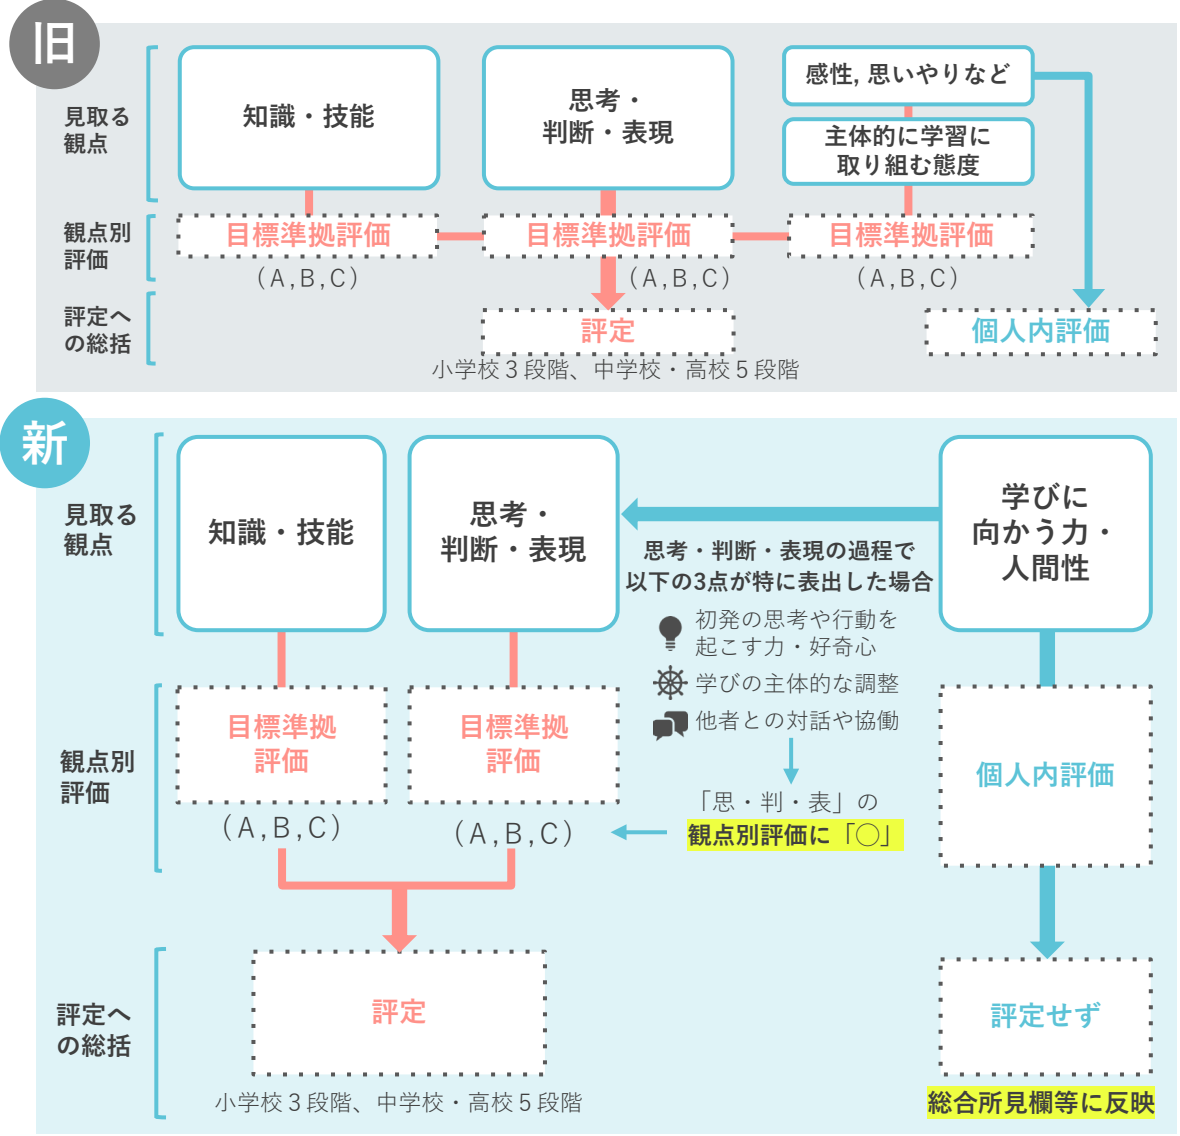 旧
見取る
観点
知識・技能
思考・
判断・表現
感性, 思いやりなど
主体的に学習に
取り組む態度
観点別
評価
目標準拠評価
目標準拠評価
目標準拠評価
（A,B,C）
（A,B,C）
（A,B,C）
評定へ
の総括
評定
個人内評価
小学校３段階、中学校・高校５段階
新
見取る
観点
知識・技能
思考・
判断・表現
学びに
向かう力・
人間性
思考・判断・表現の過程で
以下の3点が特に表出した場合
初発の思考や行動を
起こす力・好奇心
学びの主体的な調整
他者との対話や協働
観点別
評価
目標準拠
評価
目標準拠
評価
個人内評価
（A,B,C）
（A,B,C）
「思・判・表」の
観点別評価に「〇」
評定へ
の総括
評定
評定せず
小学校３段階、中学校・高校５段階
総合所見欄等に反映